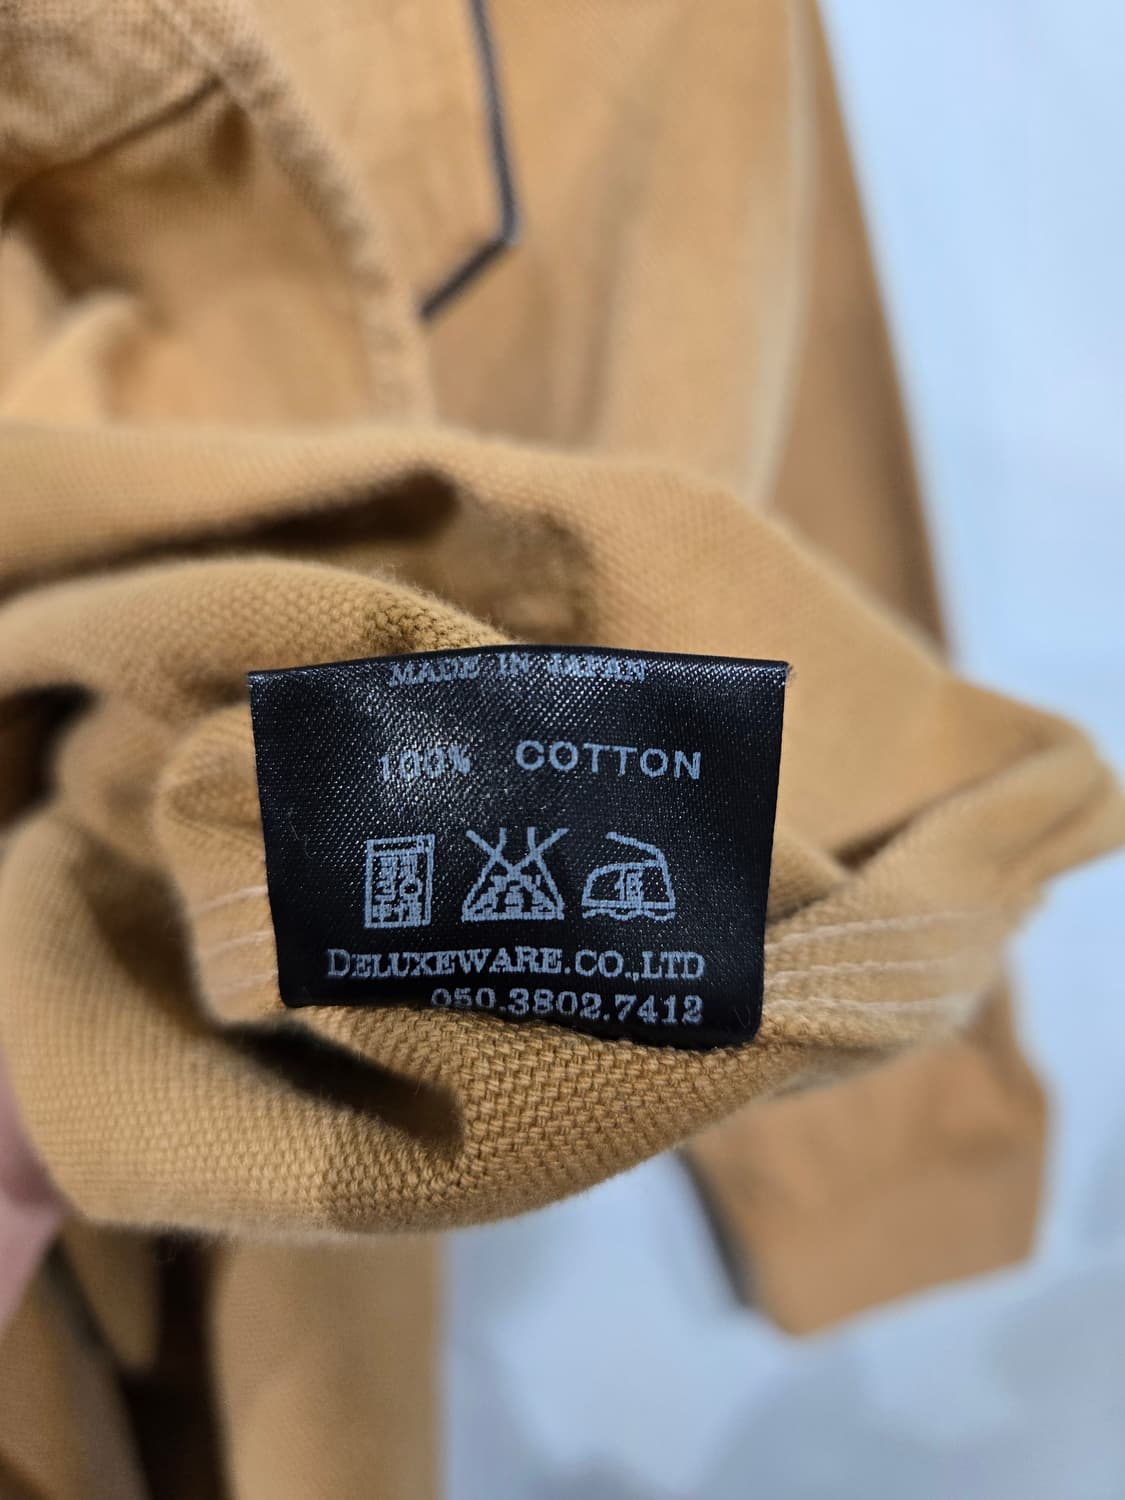 MADE IN JAPAN
100% COTTON
DELUXEWARE.CO.,LTD
050.3802.7412